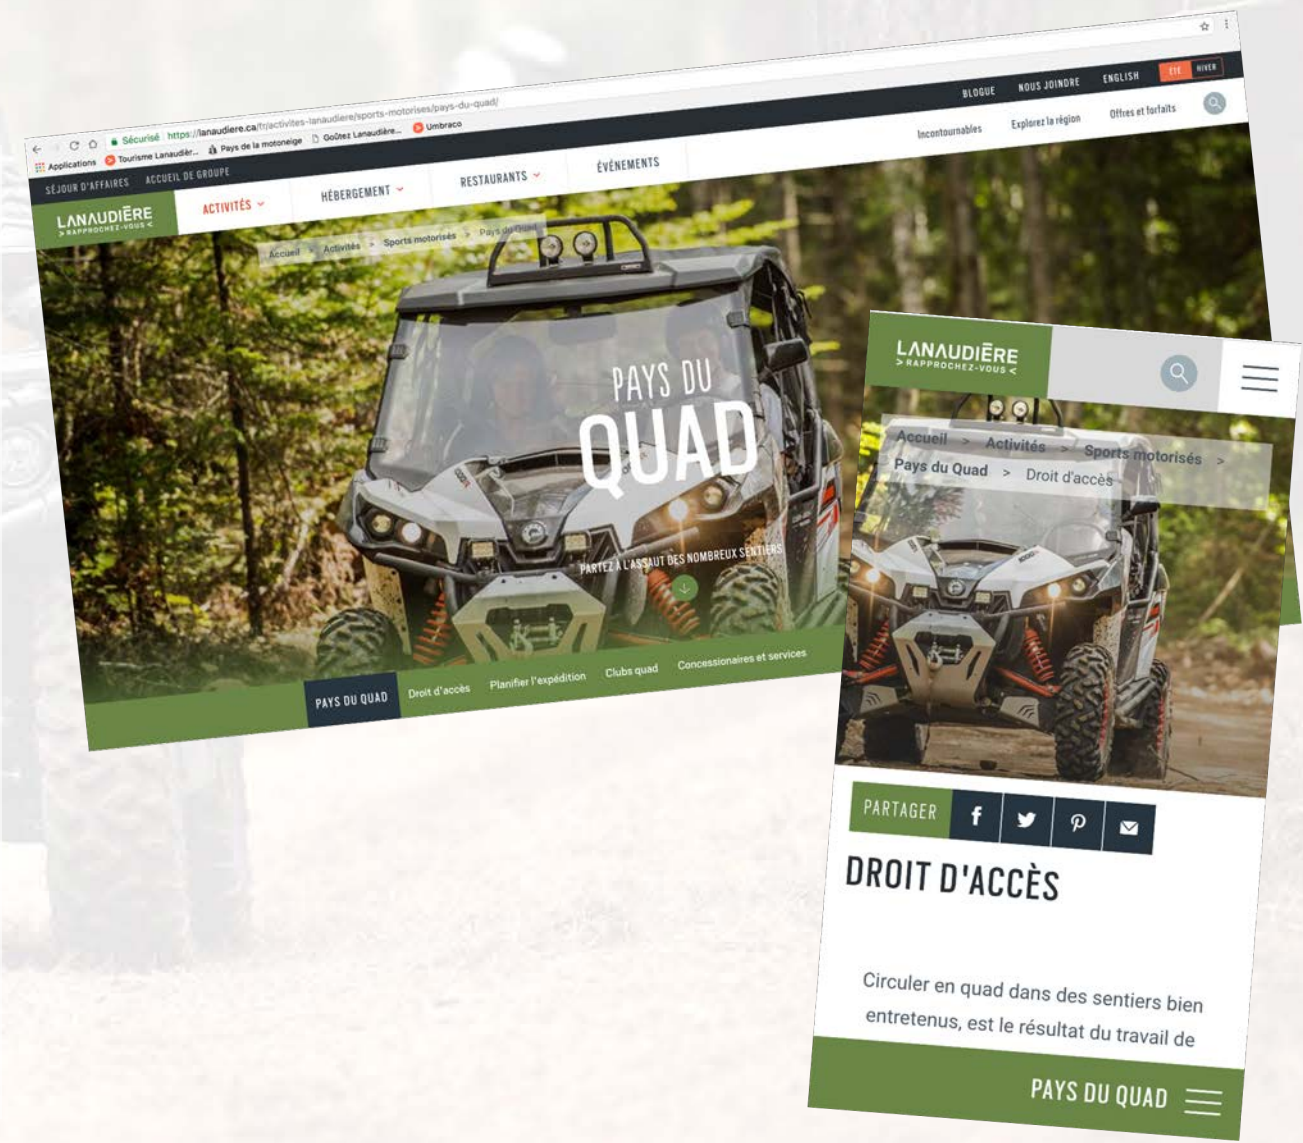 Sécurisé https://lanaudiere.ca/fr/activites-lanaudiere/sports-motorises/pays-du-quad/
Applications Tourisme Lanaudièr... Pays de la motoneige Goûtez Lanaudière... Umbraco
SÉJOUR D'AFFAIRES ACCUEIL DE GROUPE BLOGUE NOUS JOINDRE ENGLISH ÉTÉ HIVER
LANAUDIÈRE
> RAPPROCHEZ-VOUS <
ACTIVITÉS HÉBERGEMENT RESTAURANTS ÉVÉNEMENTS Incontournables Explorez la région Offres et forfaits
Accueil > Activités > Sports motorisés > Pays du Quad
PAYS DU
QUAD
PARTEZ À L'ASSAUT DES NOMBREUX SENTIERS
PAYS DU QUAD Droit d'accès Planifier l'expédition Clubs quad Concessionaires et services
LANAUDIÈRE
> RAPPROCHEZ-VOUS <
Accueil > Activités > Sports motorisés >
Pays du Quad > Droit d'accès
PARTAGER
DROIT D'ACCÈS
Circuler en quad dans des sentiers bien
entretenus, est le résultat du travail de
PAYS DU QUAD